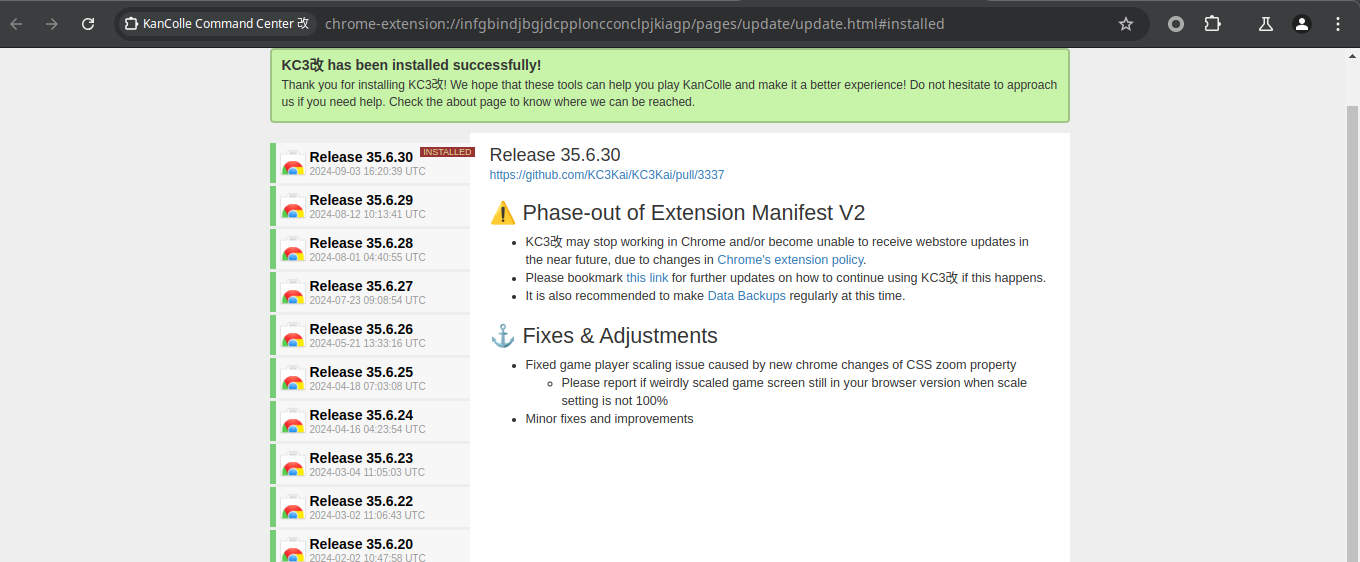 KanColle Command Center 改
chrome-extension://infgbindjbgjdcpploncconclpjkiagp/pages/update/update.html#installed
KC3改 has been installed successfully!
Thank you for installing KC3改! We hope that these tools can help you play KanColle and make it a better experience! Do not hesitate to approach
us if you need help. Check the about page to know where we can be reached.
Release 35.6.30 INSTALLED
2024-09-03 16:20:39 UTC
Release 35.6.29
2024-08-12 10:13:41 UTC
Release 35.6.28
2024-08-01 04:40:55 UTC
Release 35.6.27
2024-07-23 09:08:54 UTC
Release 35.6.26
2024-05-21 13:33:16 UTC
Release 35.6.25
2024-04-18 07:03:08 UTC
Release 35.6.24
2024-04-16 04:23:54 UTC
Release 35.6.23
2024-03-04 11:05:03 UTC
Release 35.6.22
2024-03-02 11:06:43 UTC
Release 35.6.20
2024-02-02 10:47:58 UTC
Release 35.6.30
https://github.com/KC3Kai/KC3Kai/pull/3337
⚠️ Phase-out of Extension Manifest V2
• KC3改 may stop working in Chrome and/or become unable to receive webstore updates in
the near future, due to changes in Chrome's extension policy.
• Please bookmark this link for further updates on how to continue using KC3改 if this happens.
• It is also recommended to make Data Backups regularly at this time.
⚓ Fixes & Adjustments
• Fixed game player scaling issue caused by new chrome changes of CSS zoom property
◦ Please report if weirdly scaled game screen still in your browser version when scale
setting is not 100%
• Minor fixes and improvements